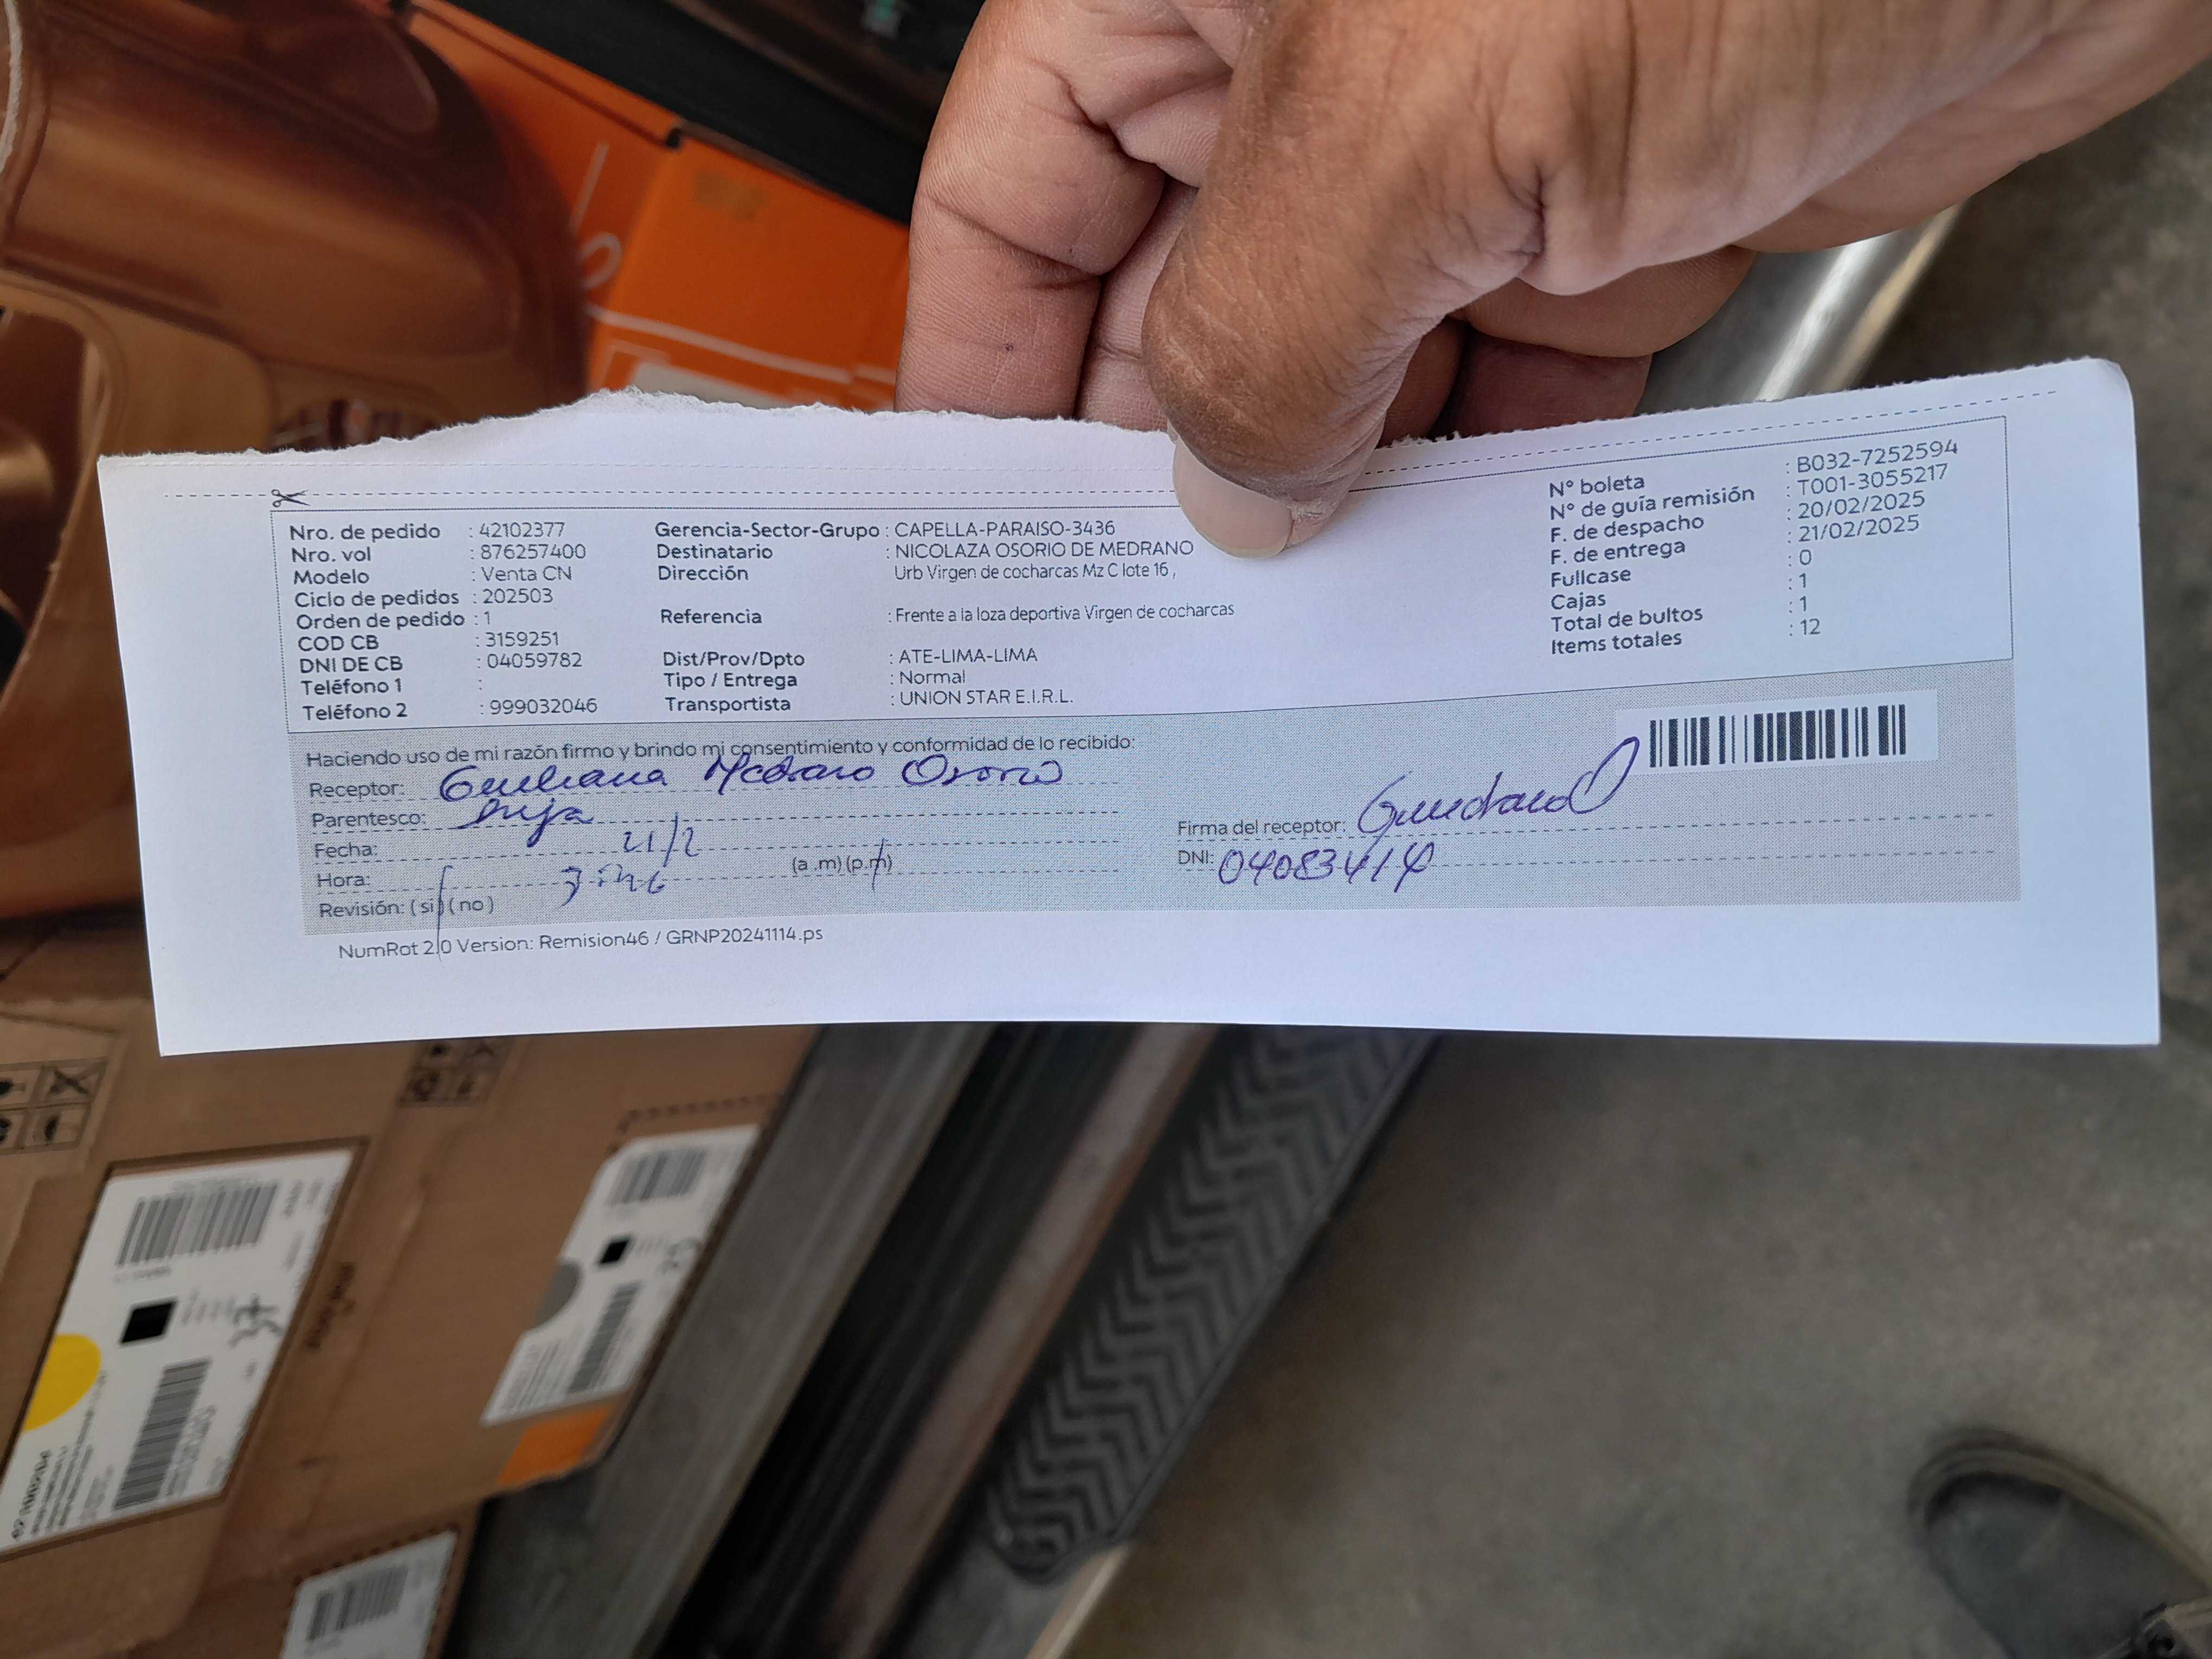 Nro. de pedido : 42102377
Nro. vol : 876257400
Modelo : Venta CN
Ciclo de pedidos : 202503
Orden de pedido : 1
COD CB : 3159251
DNI DE CB : 04059782
Teléfono 1 :
Teléfono 2 : 999032046
Gerencia-Sector-Grupo : CAPELLA-PARAISO-3436
Destinatario : NICOLAZA OSORIO DE MEDRANO
Dirección Urb Virgen de cocharcas Mz C lote 16 ,
Referencia : Frente a la loza deportiva Virgen de cocharcas
Dist/Prov/Dpto : ATE-LIMA-LIMA
Tipo / Entrega : Normal
Transportista : UNION STAR E.I.R.L.
N° boleta : B032-7252594
N° de guía remisión : T001-3055217
F. de despacho : 20/02/2025
F. de entrega : 21/02/2025
Fullcase : 0
Cajas : 1
Total de bultos : 1
Items totales : 12
Haciendo uso de mi razón firmo y brindo mi consentimiento y conformidad de lo recibido:
Receptor: Giuliana Medrano Osorio
Parentesco: hija
Fecha: 21/2
Hora: (a .m) (p.m)
Revisión: ( si ) ( no )
Firma del receptor:
DNI: 04083414
NumRot 2.0 Version: Remision46 / GRNP20241114.ps